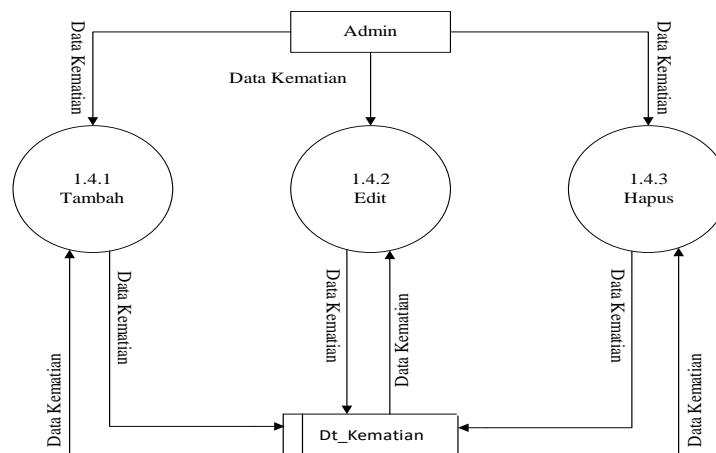 Admin
Data Kematian
Data Kematian
Data Kematian
1.4.1
Tambah
1.4.2
Edit
1.4.3
Hapus
Data Kematian
Data Kematian
Data Kematian
Data Kematian
Data Kematian
Data Kematian
Dt_Kematian